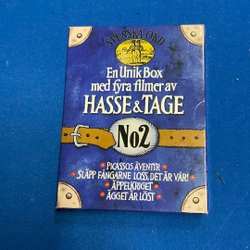 SVENSKA ORD
En Unik Box
med fyra filmer av
HASSE & TAGE
No2
PICASSOS ÄVENTYR
SLÄPP FÅNGARNE LOSS, DET ÄR VÅR!
ÄPPELKRIGET
ÄGGET ÄR LÖST